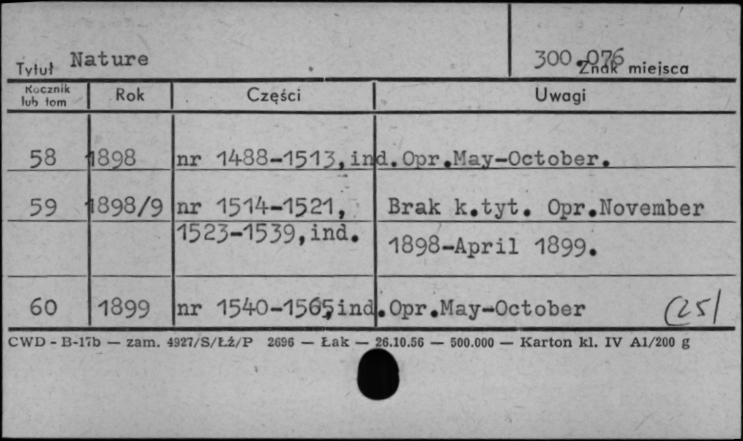 Tytuł Nature 300.076 Znak miejsca
Rocznik lub tom Rok Części Uwagi
58 1898 nr 1488-1513, ind. Opr.May-October.
59 1898/9 nr 1514-1521, Brak k.tyt. Opr.November
1523-1539, ind. 1898-April 1899.
60 1899 nr 1540-1565, ind. Opr.May-October (25)
CWD - B-17b — zam. 4927/S/Łż/P 2696 — Łak — 26.10.56 — 500.000 — Karton kl. IV A1/200 g